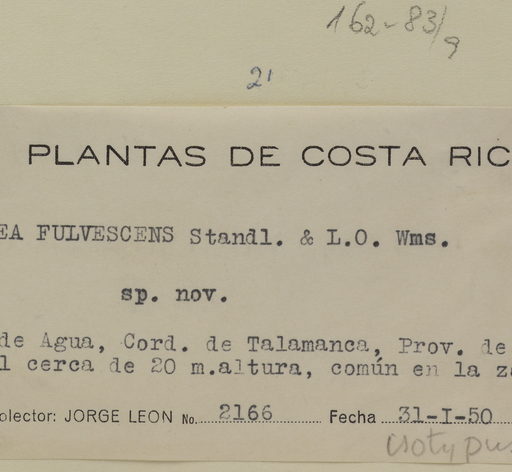 162-83/9
21
PLANTAS DE COSTA RIC
EA FULVESCENS Standl. & L.O. Wms.
sp. nov.
de Agua, Cord. de Talamanca, Prov. de
l cerca de 20 m.altura, común en la z
olector: JORGE LEON No. 2166 Fecha 31-I-50
isotypus